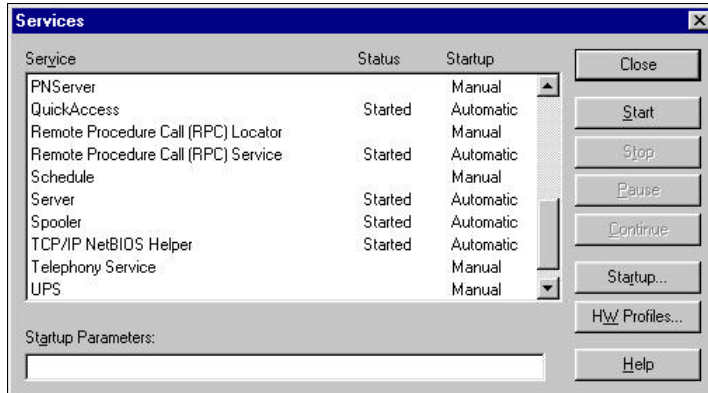 Services
Service Status Startup
PNServer Manual
QuickAccess Started Automatic
Remote Procedure Call (RPC) Locator Manual
Remote Procedure Call (RPC) Service Started Automatic
Schedule Manual
Server Started Automatic
Spooler Started Automatic
TCP/IP NetBIOS Helper Started Automatic
Telephony Service Manual
UPS Manual
Startup Parameters:
Close
Start
Stop
Pause
Continue
Startup...
HW Profiles...
Help